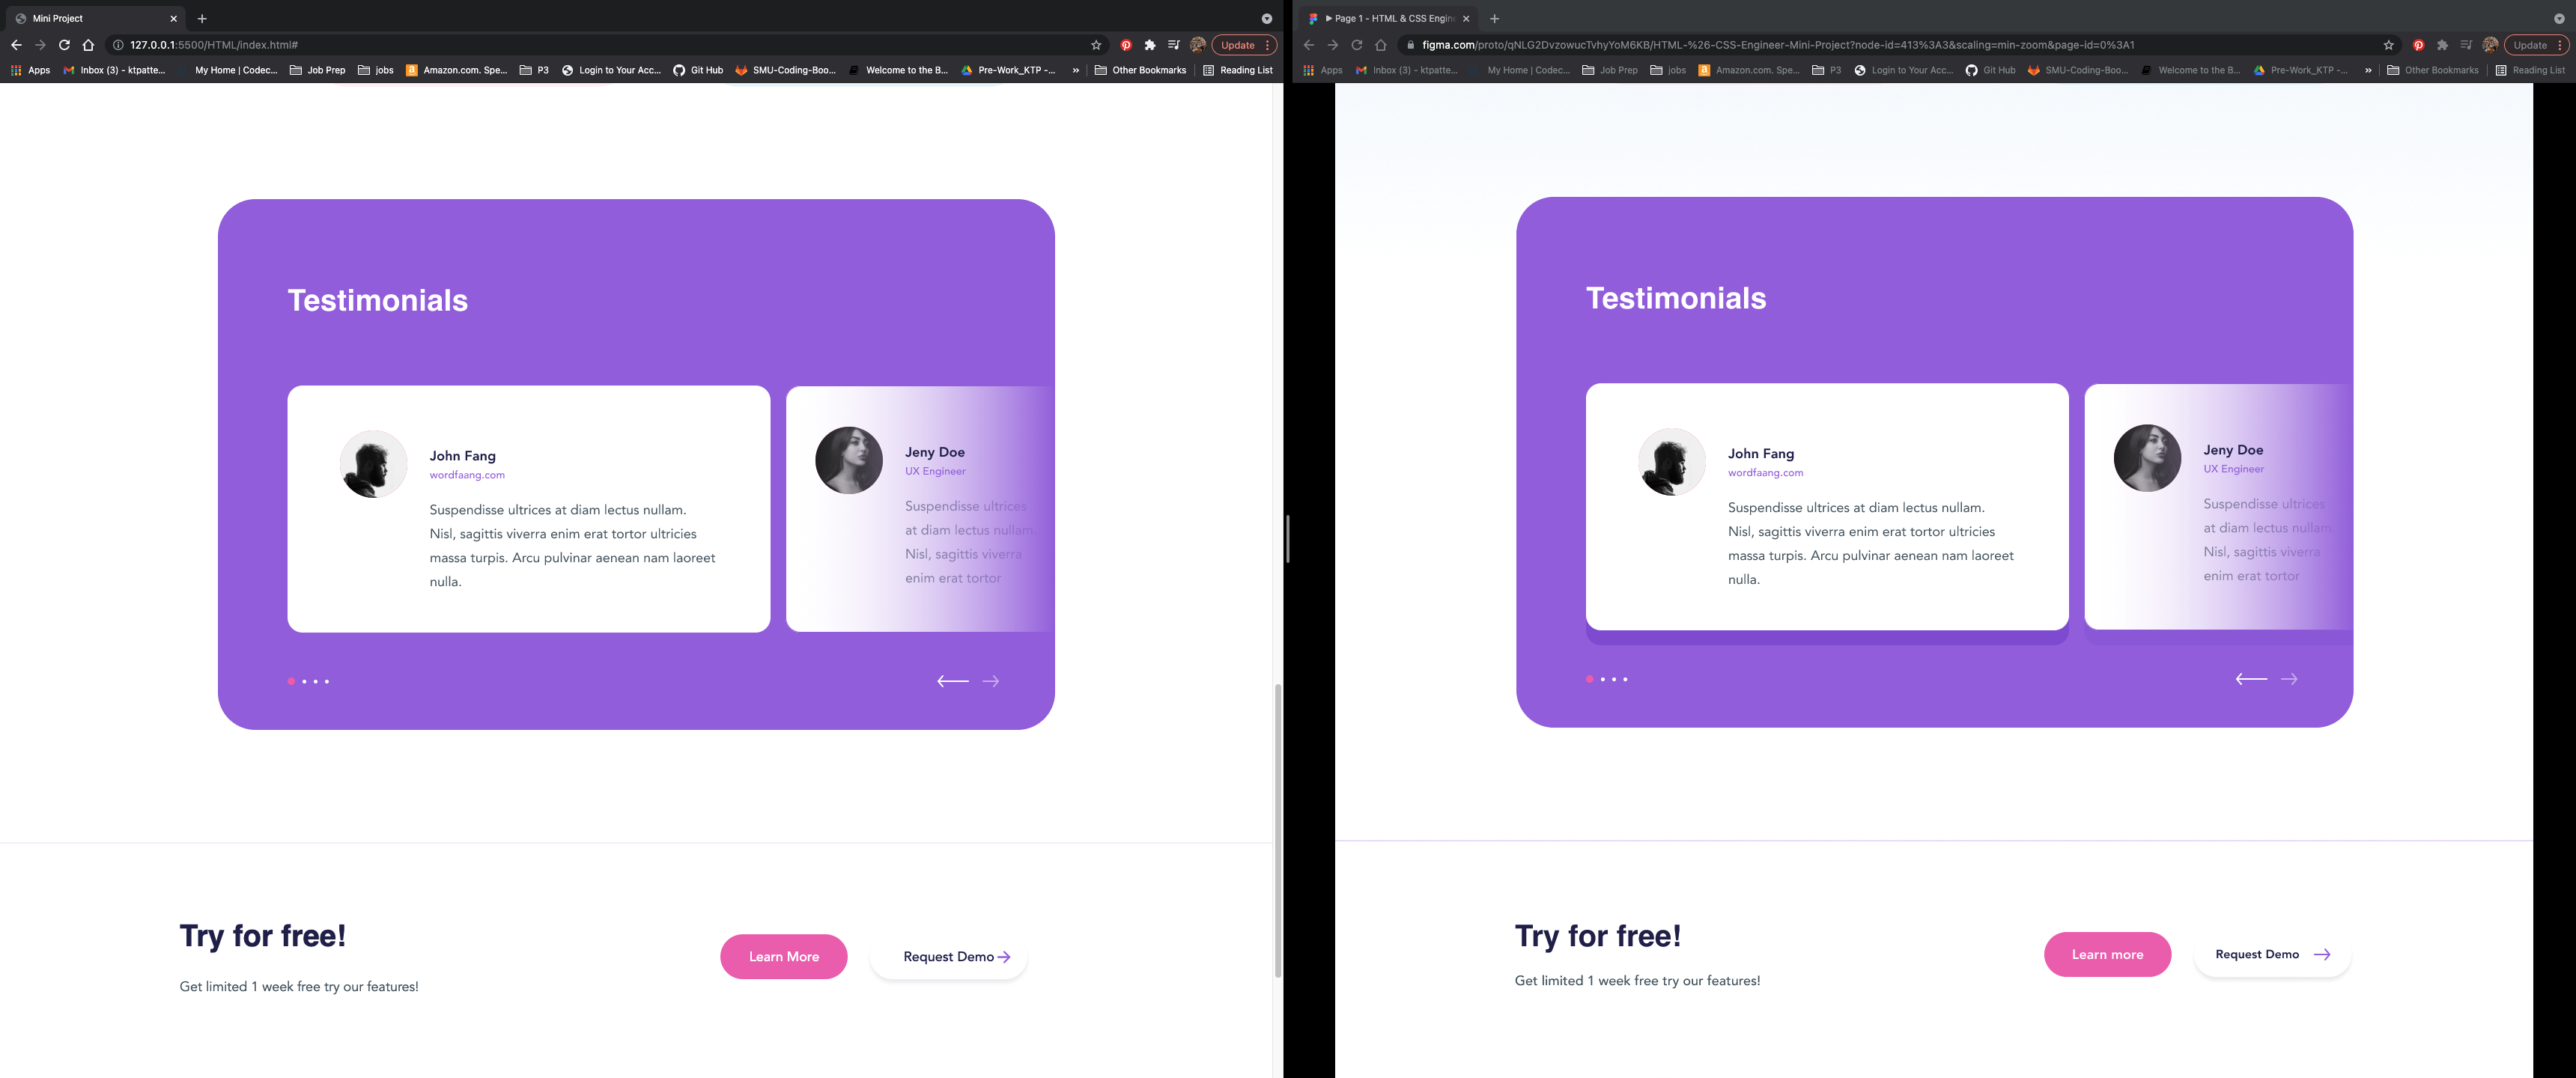 Mini Project
127.0.0.1:5500/HTML/index.html#
Update
Apps
Inbox (3) - ktpatte...
My Home | Codec...
Job Prep
jobs
Amazon.com. Spe...
P3
Login to Your Acc...
Git Hub
SMU-Coding-Boo...
Welcome to the B...
Pre-Work_KTP -...
»
Other Bookmarks
Reading List
Testimonials
John Fang
wordfaang.com
Suspendisse ultrices at diam lectus nullam.
Nisl, sagittis viverra enim erat tortor ultricies
massa turpis. Arcu pulvinar aenean nam laoreet
nulla.
Jeny Doe
UX Engineer
Suspendisse ultrices
at diam lectus nullam.
Nisl, sagittis viverra
enim erat tortor
Try for free!
Get limited 1 week free try our features!
Learn More
Request Demo
Page 1 - HTML & CSS Engin
figma.com/proto/qNLG2DvzowucTvhyYoM6KB/HTML-%26-CSS-Engineer-Mini-Project?node-id=413%3A3&scaling=min-zoom&page-id=0%3A1
Update
Apps
Inbox (3) - ktpatte...
My Home | Codec...
Job Prep
jobs
Amazon.com. Spe...
P3
Login to Your Acc...
Git Hub
SMU-Coding-Boo...
Welcome to the B...
Pre-Work_KTP -...
»
Other Bookmarks
Reading List
Testimonials
John Fang
wordfaang.com
Suspendisse ultrices at diam lectus nullam.
Nisl, sagittis viverra enim erat tortor ultricies
massa turpis. Arcu pulvinar aenean nam laoreet
nulla.
Jeny Doe
UX Engineer
Suspendisse ultrices
at diam lectus nullam.
Nisl, sagittis viverra
enim erat tortor
Try for free!
Get limited 1 week free try our features!
Learn more
Request Demo